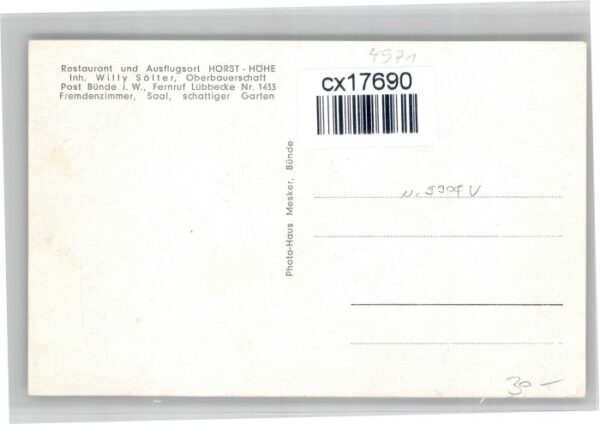 Restaurant und Ausflugsort HORST-HÖHE
Inh. Willy Sölter, Oberbauerschaft
Post Bünde i. W., Fernruf Lübbecke Nr. 1433
Fremdenzimmer, Saal, schattiger Garten
4971
cx17690
Photo-Haus Mesker, Bünde
30 —